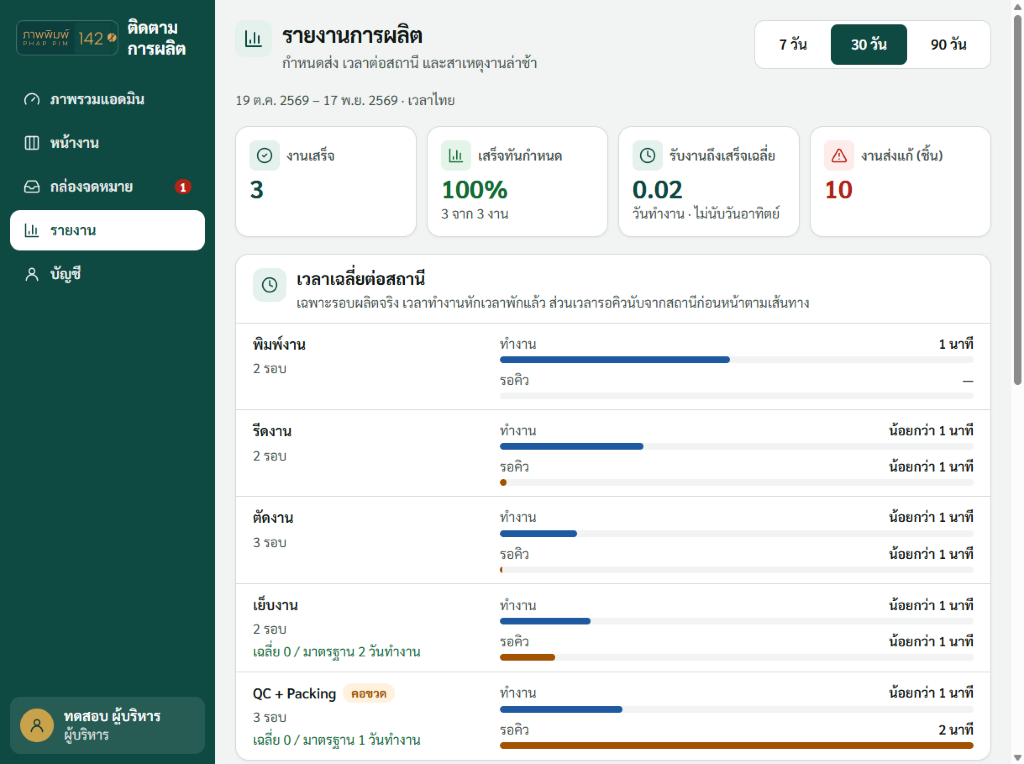 ภาพพิมพ์
PHAP PIM
142
ติดตาม
การผลิต
ภาพรวมแอดมิน
หน้างาน
กล่องจดหมาย 1
รายงาน
บัญชี
ทดสอบ ผู้บริหาร
ผู้บริหาร
รายงานการผลิต
กำหนดส่ง เวลาต่อสถานี และสาเหตุงานล่าช้า
7 วัน 30 วัน 90 วัน
19 ต.ค. 2569 – 17 พ.ย. 2569 · เวลาไทย
งานเสร็จ
3
เสร็จทันกำหนด
100%
3 จาก 3 งาน
รับงานถึงเสร็จเฉลี่ย
0.02
วันทำงาน · ไม่นับวันอาทิตย์
งานส่งแก้ (ชิ้น)
10
เวลาเฉลี่ยต่อสถานี
เฉพาะรอบผลิตจริง เวลาทำงานหักเวลาพักแล้ว ส่วนเวลารอคิวนับจากสถานีก่อนหน้าตามเส้นทาง
พิมพ์งาน
2 รอบ
ทำงาน 1 นาที
รอคิว —
รีดงาน
2 รอบ
ทำงาน น้อยกว่า 1 นาที
รอคิว น้อยกว่า 1 นาที
ตัดงาน
3 รอบ
ทำงาน น้อยกว่า 1 นาที
รอคิว น้อยกว่า 1 นาที
เย็บงาน
2 รอบ
เฉลี่ย 0 / มาตรฐาน 2 วันทำงาน
ทำงาน น้อยกว่า 1 นาที
รอคิว น้อยกว่า 1 นาที
QC + Packing คอขวด
3 รอบ
เฉลี่ย 0 / มาตรฐาน 1 วันทำงาน
ทำงาน น้อยกว่า 1 นาที
รอคิว 2 นาที